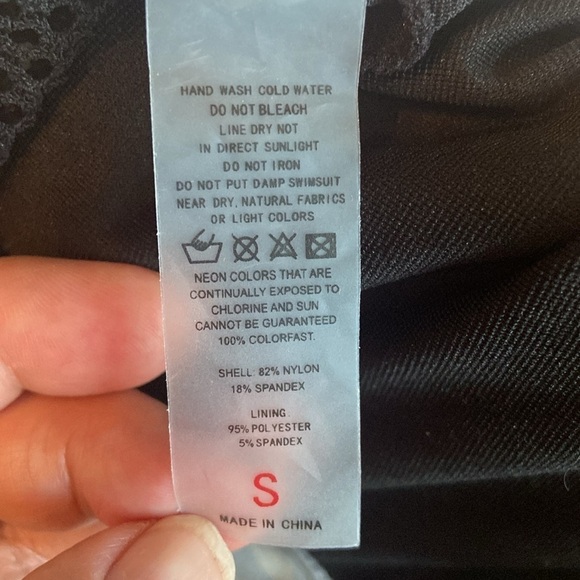 HAND WASH COLD WATER
DO NOT BLEACH
LINE DRY NOT
IN DIRECT SUNLIGHT
DO NOT IRON
DO NOT PUT DAMP SWIMSUIT
NEAR DRY, NATURAL FABRICS
OR LIGHT COLORS
NEON COLORS THAT ARE
CONTINUALLY EXPOSED TO
CHLORINE AND SUN
CANNOT BE GUARANTEED
100% COLORFAST.
SHELL: 82% NYLON
18% SPANDEX
LINING
95% POLYESTER
5% SPANDEX
S
MADE IN CHINA